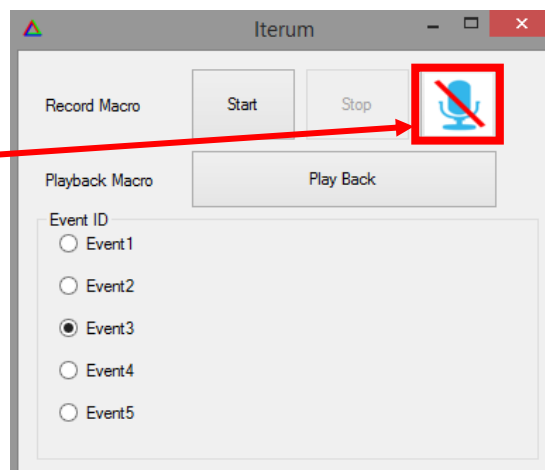 Iterum
Record Macro Start Stop
Playback Macro Play Back
Event ID
Event1
Event2
Event3
Event4
Event5